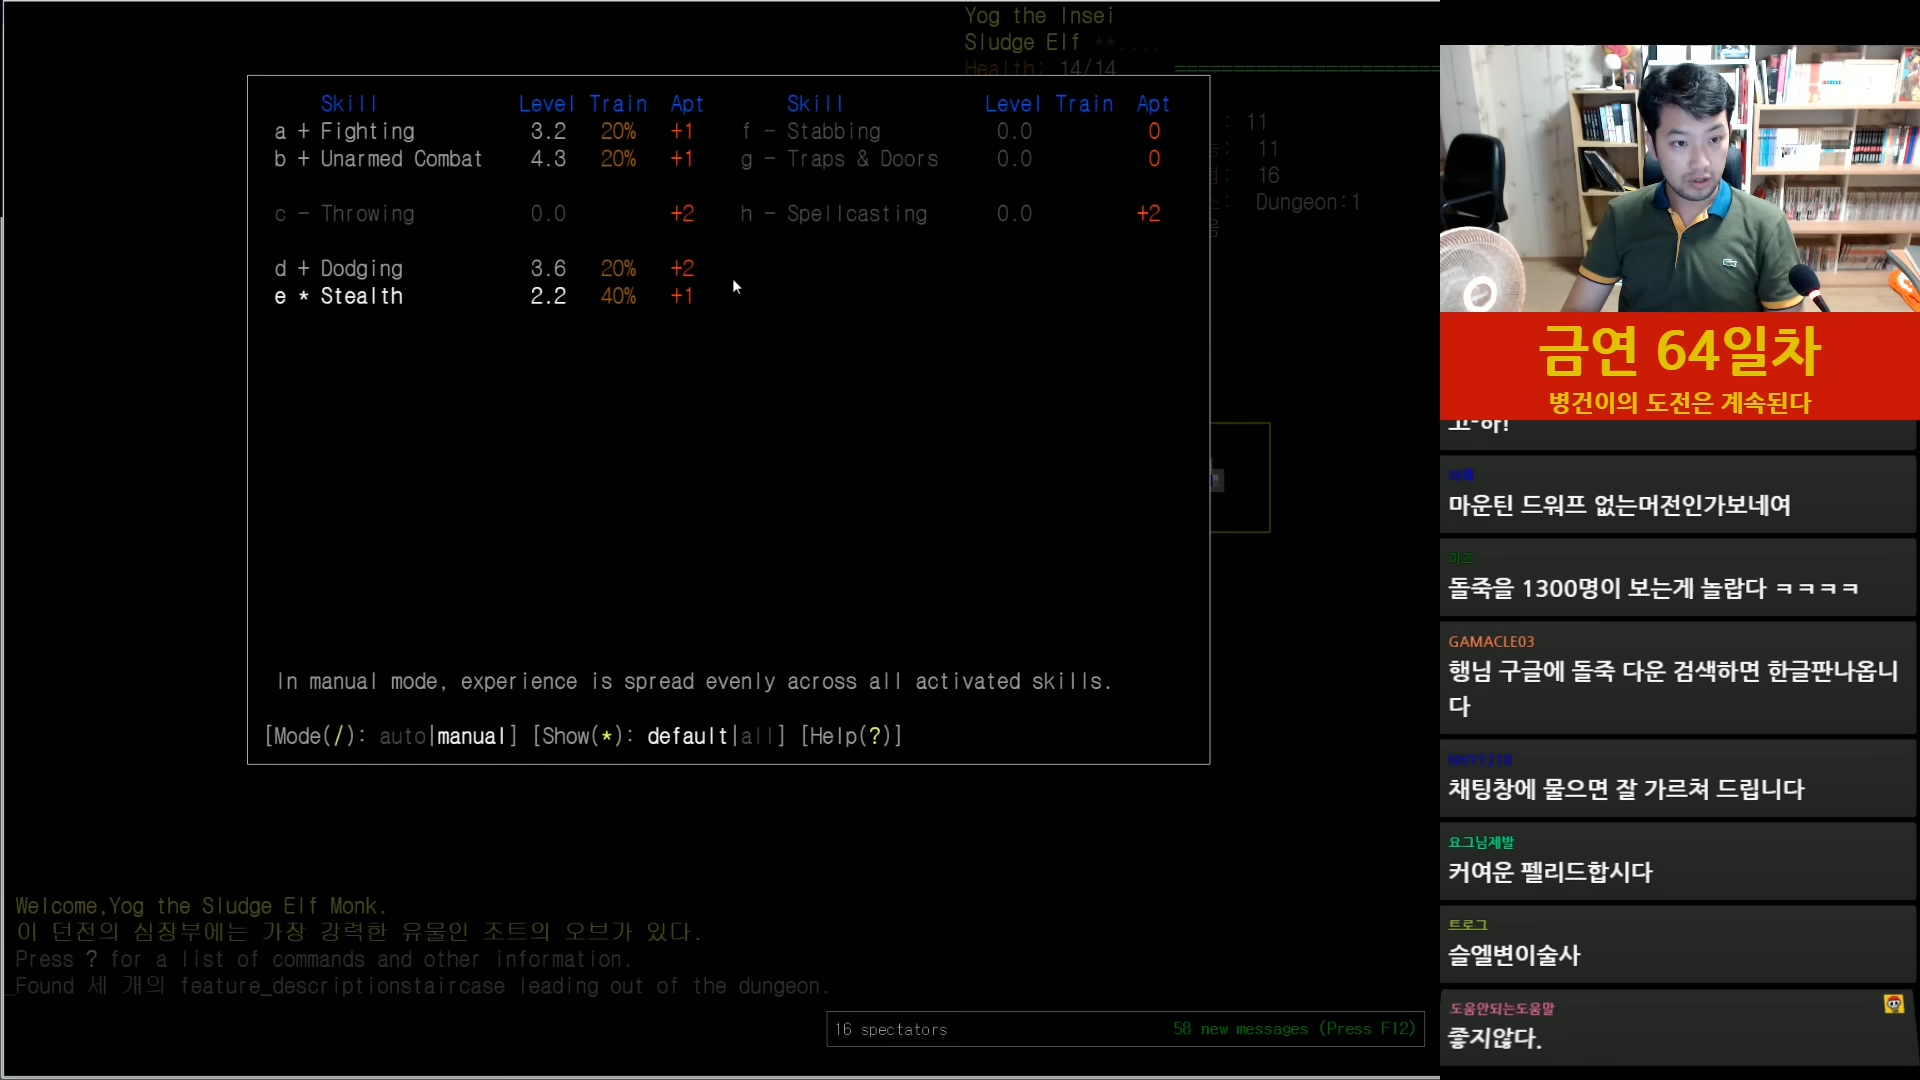 Yog the Insei
Sludge Elf **....
Health: 14/14
Skill Level Train Apt Skill Level Train Apt
a + Fighting 3.2 20% +1 f - Stabbing 0.0 0
b + Unarmed Combat 4.3 20% +1 g - Traps & Doors 0.0 0
c - Throwing 0.0 +2 h - Spellcasting 0.0 +2
d + Dodging 3.6 20% +2
e * Stealth 2.2 40% +1
: 11
: 11
: 16
: Dungeon:1
In manual mode, experience is spread evenly across all activated skills.
[Mode(/): auto|manual] [Show(*): default|all] [Help(?)]
Welcome,Yog the Sludge Elf Monk.
이 던전의 심장부에는 가장 강력한 유물인 조트의 오브가 있다.
Press ? for a list of commands and other information.
_Found 세 개의 feature_descriptionstaircase leading out of the dungeon.
16 spectators 58 new messages (Press F12)
금연 64일차
병건이의 도전은 계속된다
고-하!
마운틴 드워프 없는머전인가보네여
마즈
돌죽을 1300명이 보는게 놀랍다 ㅋㅋㅋㅋ
GAMACLE03
행님 구글에 돌죽 다운 검색하면 한글판나옵니
다
채팅창에 물으면 잘 가르쳐 드립니다
요그님제발
커여운 펠리드합시다
트로그
슬엘변이술사
도움안되는도움말
좋지않다.